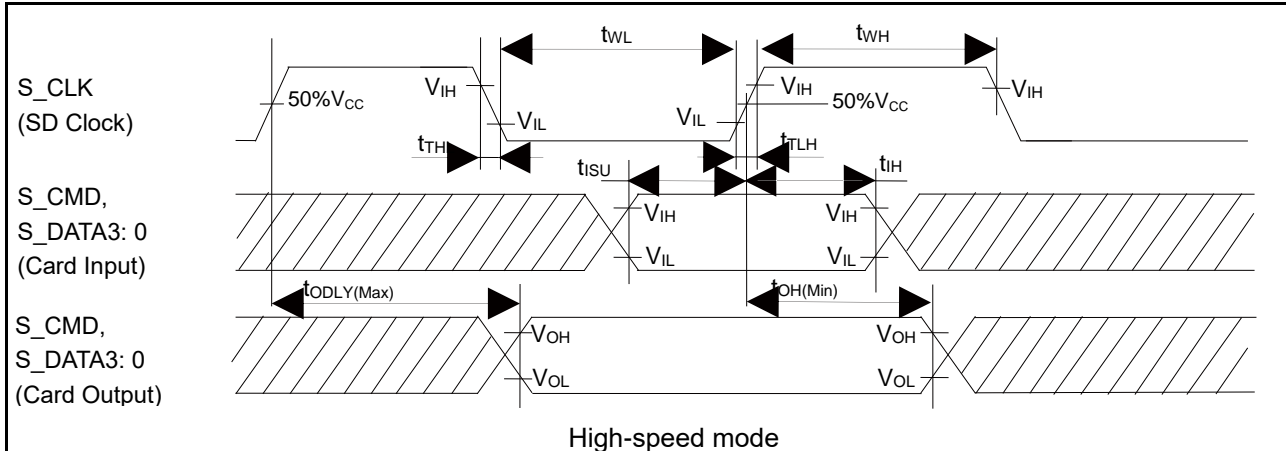 tWL
tWH
S_CLK
(SD Clock)
50%VCC
VIH
VIL
VIL
VIH
50%VCC
VIH
tTH
tTLH
tISU
tIH
S_CMD,
S_DATA3: 0
(Card Input)
VIH
VIL
VIH
VIL
tODLY(Max)
tOH(Min)
S_CMD,
S_DATA3: 0
(Card Output)
VOH
VOL
VOH
VOL
High-speed mode